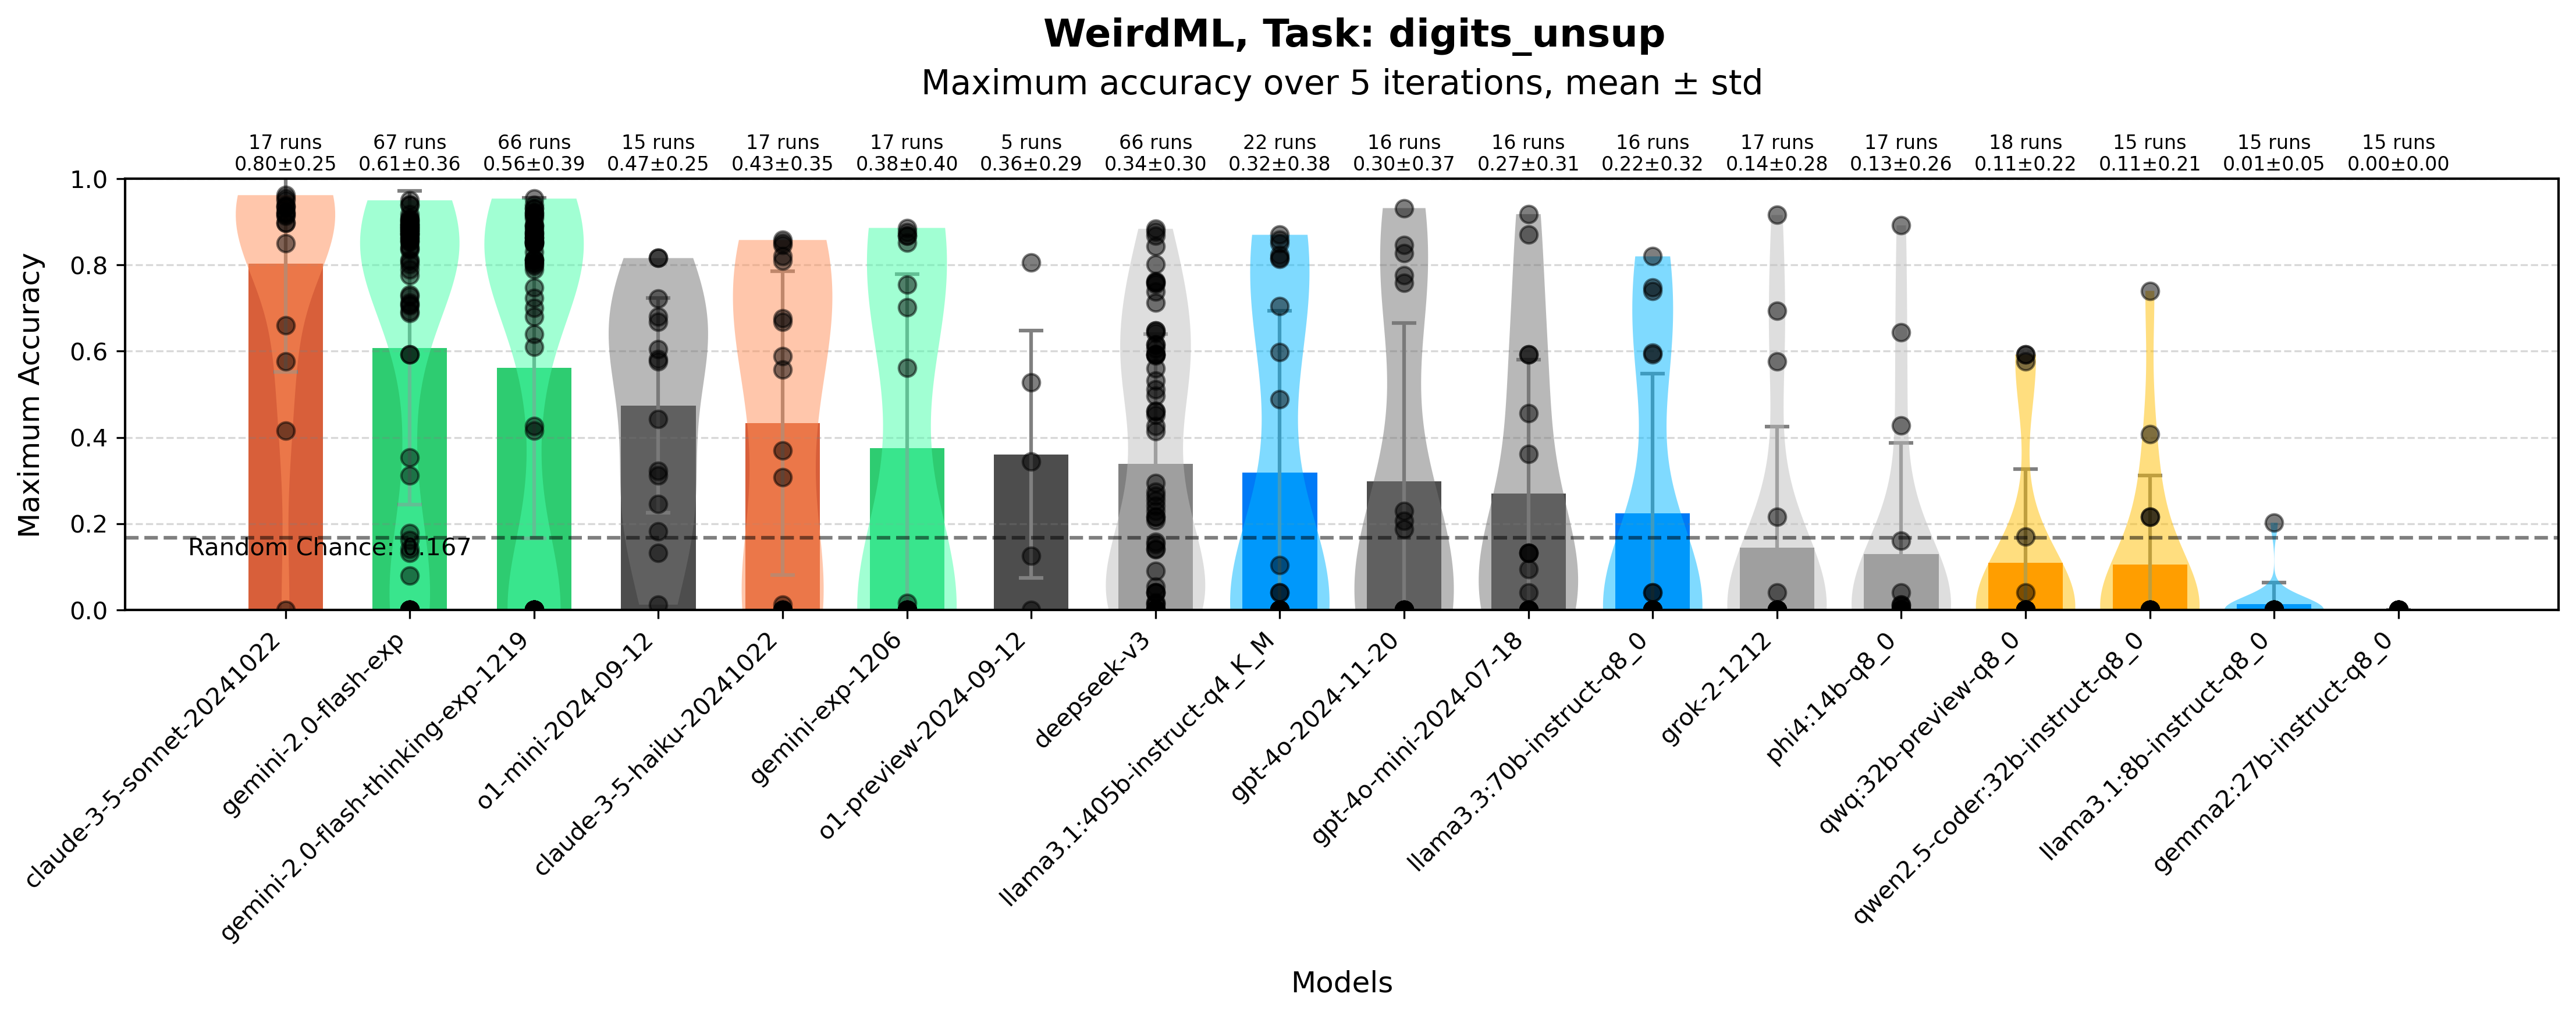 WeirdML, Task: digits_unsup
Maximum accuracy over 5 iterations, mean ± std
17 runs 67 runs 66 runs 15 runs 17 runs 17 runs 5 runs 66 runs 22 runs 16 runs 16 runs 16 runs 17 runs 17 runs 18 runs 15 runs 15 runs 15 runs
0.80±0.25 0.61±0.36 0.56±0.39 0.47±0.25 0.43±0.35 0.38±0.40 0.36±0.29 0.34±0.30 0.32±0.38 0.30±0.37 0.27±0.31 0.22±0.32 0.14±0.28 0.13±0.26 0.11±0.22 0.11±0.21 0.01±0.05 0.00±0.00
Maximum Accuracy
1.0
0.8
0.6
0.4
0.2
0.0
Random Chance: 0.167
claude-3-5-sonnet-20241022
gemini-2.0-flash-exp
gemini-2.0-flash-thinking-exp-1219
o1-mini-2024-09-12
claude-3-5-haiku-20241022
gemini-exp-1206
o1-preview-2024-09-12
deepseek-v3
llama3.1:405b-instruct-q4_K_M
gpt-4o-2024-11-20
gpt-4o-mini-2024-07-18
llama3.3:70b-instruct-q8_0
grok-2-1212
phi4:14b-q8_0
qwq:32b-preview-q8_0
qwen2.5-coder:32b-instruct-q8_0
llama3.1:8b-instruct-q8_0
gemma2:27b-instruct-q8_0
Models